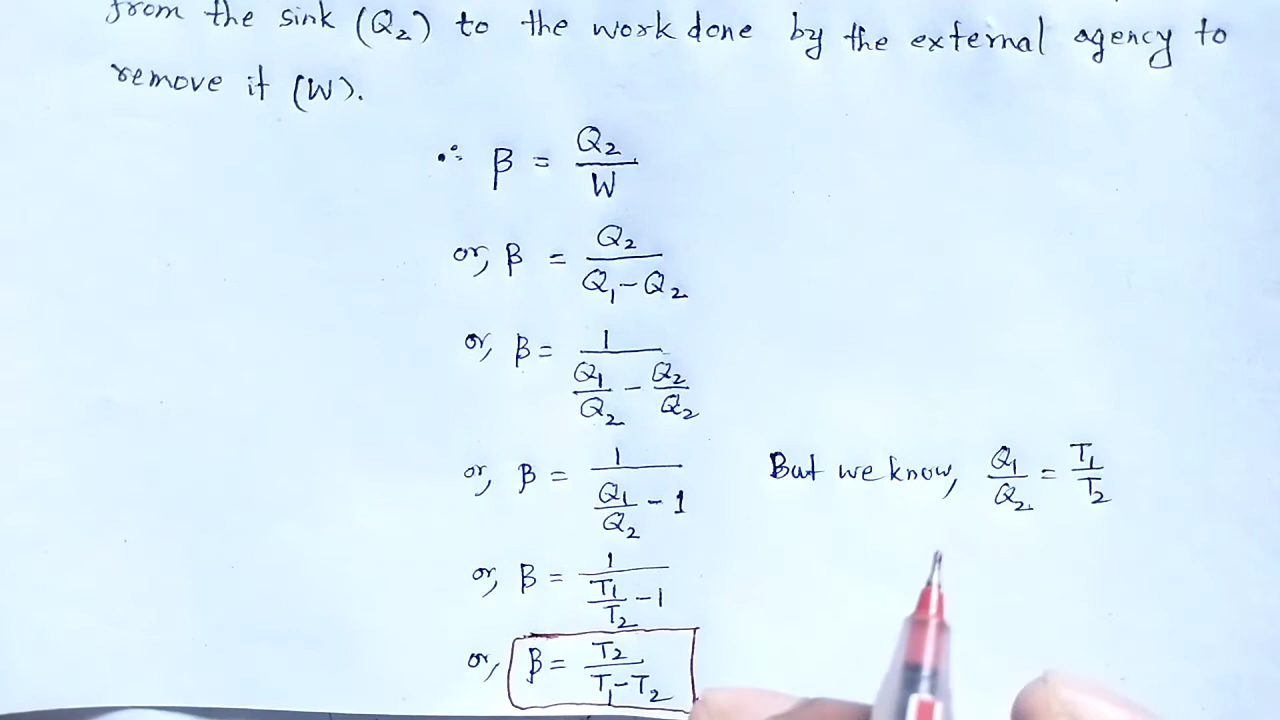 from the sink (Q₂) to the work done by the external agency to
remove it (W).
∴ β = Q₂/W
or, β = Q₂/(Q₁-Q₂)
or, β = 1/(Q₁/Q₂ - Q₂/Q₂)
or, β = 1/(Q₁/Q₂ - 1)
But we know, Q₁/Q₂ = T₁/T₂
or, β = 1/(T₁/T₂ - 1)
or, β = T₂/(T₁-T₂)